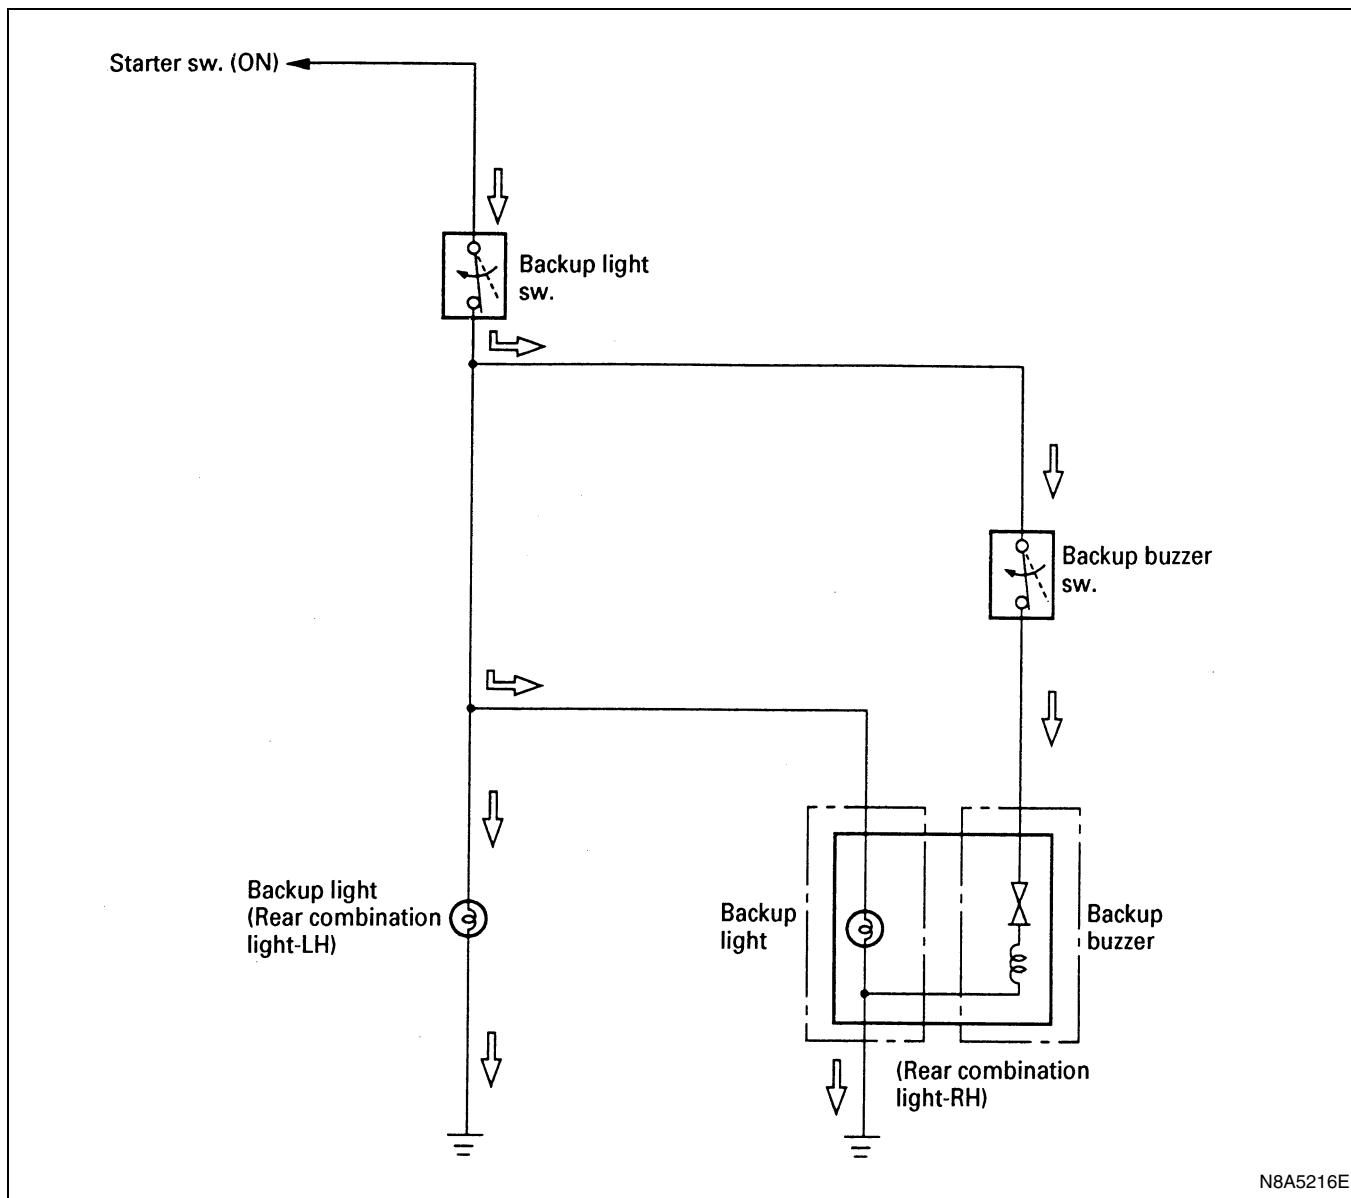 Starter sw. (ON)
Backup light
sw.
Backup buzzer
sw.
Backup light
(Rear combination
light-LH)
Backup
light
Backup
buzzer
(Rear combination
light-RH)
N8A5216E